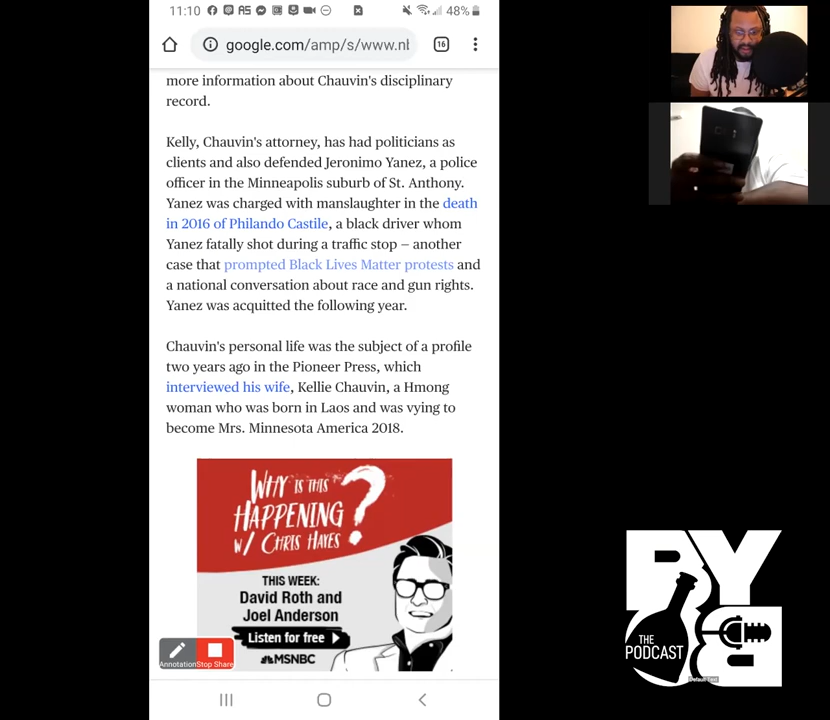 11:10
48%
google.com/amp/s/www.nb
16
more information about Chauvin's disciplinary
record.
Kelly, Chauvin's attorney, has had politicians as
clients and also defended Jeronimo Yanez, a police
officer in the Minneapolis suburb of St. Anthony.
Yanez was charged with manslaughter in the death
in 2016 of Philando Castile, a black driver whom
Yanez fatally shot during a traffic stop — another
case that prompted Black Lives Matter protests and
a national conversation about race and gun rights.
Yanez was acquitted the following year.
Chauvin's personal life was the subject of a profile
two years ago in the Pioneer Press, which
interviewed his wife, Kellie Chauvin, a Hmong
woman who was born in Laos and was vying to
become Mrs. Minnesota America 2018.
WHY IS THIS
HAPPENING
W/ CHRIS HAYES
?
THIS WEEK:
David Roth and
Joel Anderson
Listen for free
MSNBC
Annotation Stop Share
BYOB
THE
PODCAST
Default Text